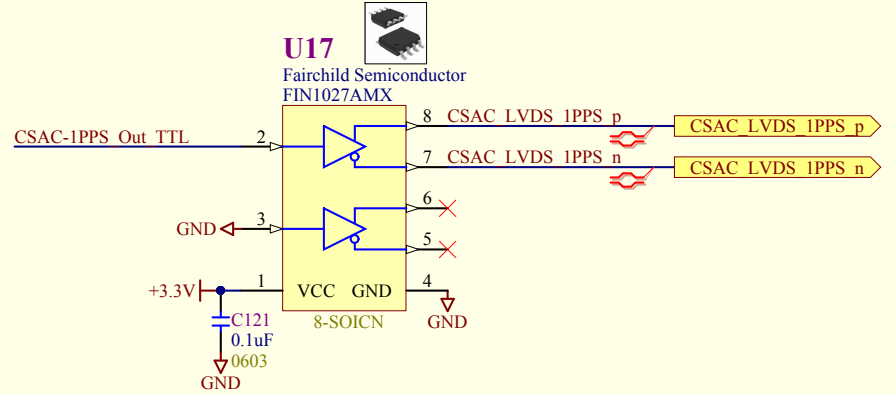 U17
Fairchild Semiconductor
FIN1027AMX
CSAC-1PPS_Out_TTL
2
8
CSAC_LVDS_1PPS_p
CSAC_LVDS_1PPS_p
7
CSAC_LVDS_1PPS_n
CSAC_LVDS_1PPS_n
GND
3
6
5
+3.3V
1
VCC
GND
4
GND
8-SOICN
C121
0.1uF
0603
GND